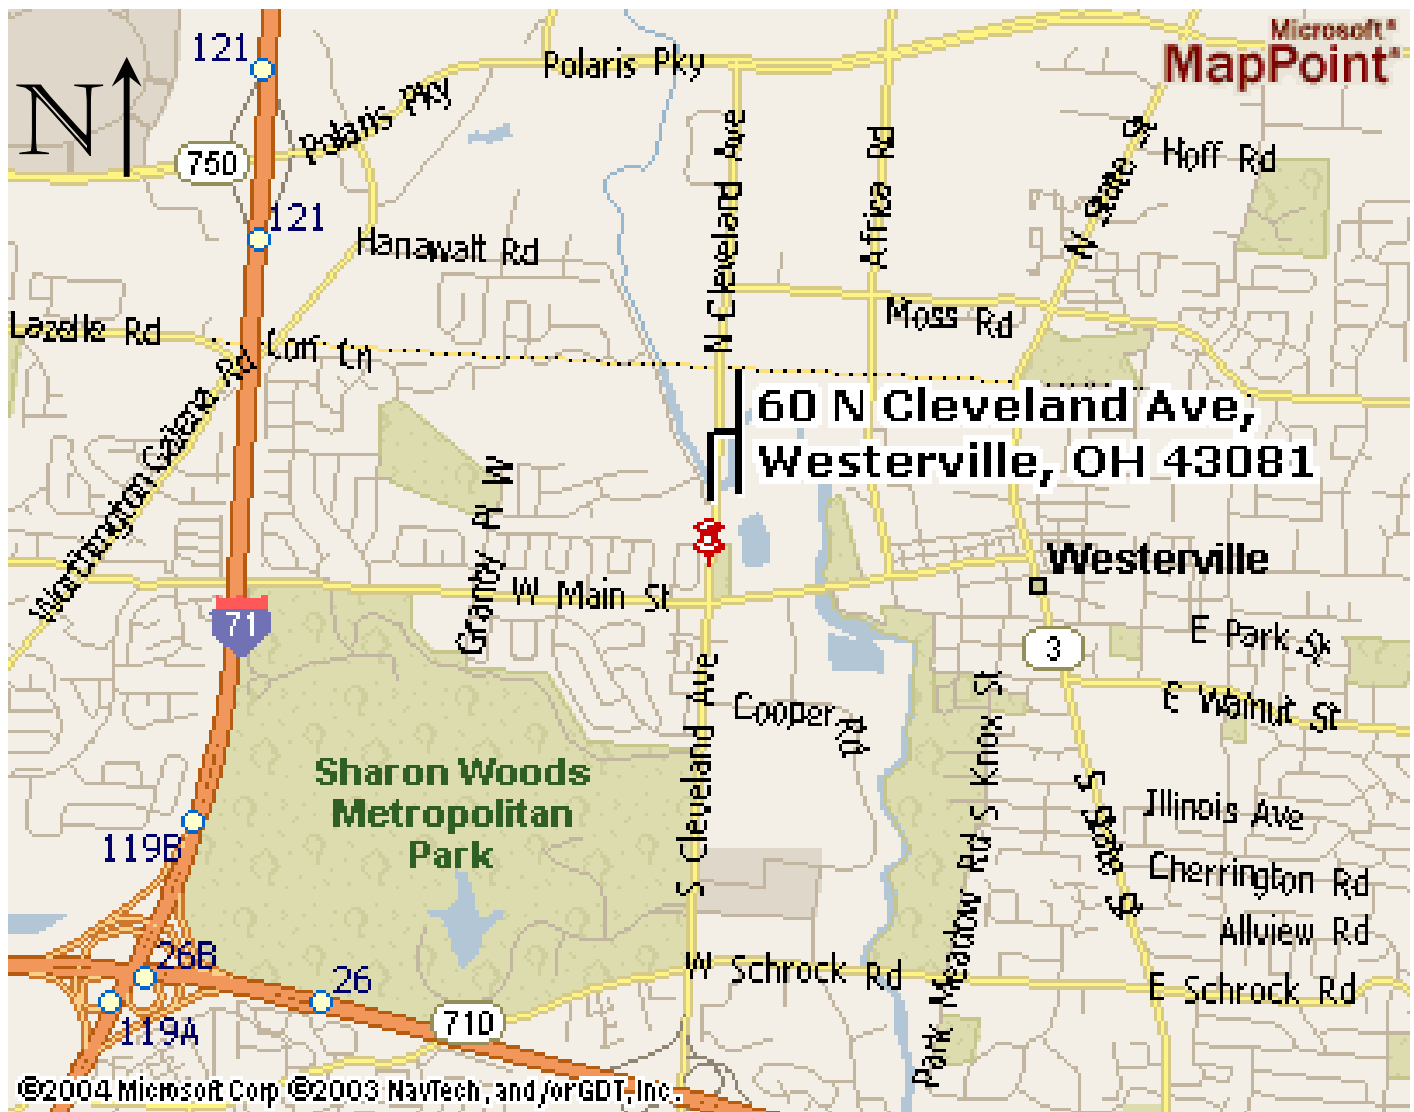 Microsoft®
MapPoint®
N
121
Polaris Pky
Polaris Pky
750
121
Hanawalt Rd
N Cleveland Ave
Africa Rd
N State St
Hoff Rd
Lazelle Rd
Moss Rd
Worthington Galena Rd
60 N Cleveland Ave,
Westerville, OH 43081
Granby Pl W
W Main St
Westerville
71
3
E Park St
E Walnut St
S Cleveland Ave
Cooper Rd
S Knox St
Sharon Woods
Metropolitan
Park
S State St
Illinois Ave
119B
Cherrington Rd
Park Meadow Rd
Allview Rd
26B
26
W Schrock Rd
E Schrock Rd
119A
710
©2004 Microsoft Corp ©2003 NavTech, and/or GDT, Inc.